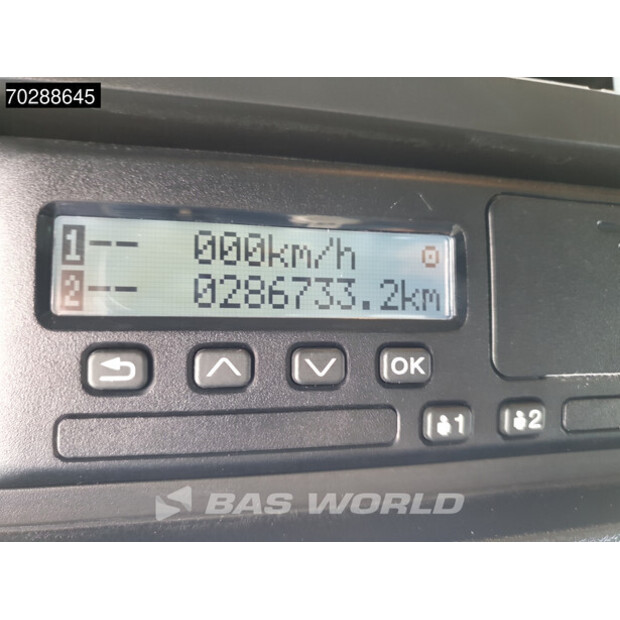 70288645
1-- 000km/h
2-- 0286733.2km
OK
1 2
BAS WORLD